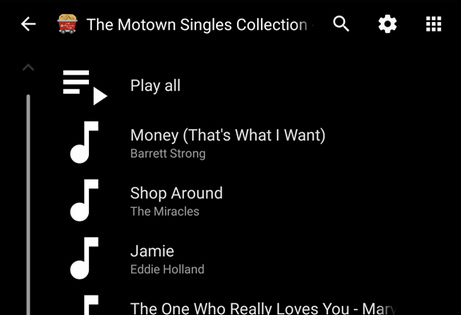 The Motown Singles Collection
Play all
Money (That's What I Want)
Barrett Strong
Shop Around
The Miracles
Jamie
Eddie Holland
The One Who Really Loves You - Mary